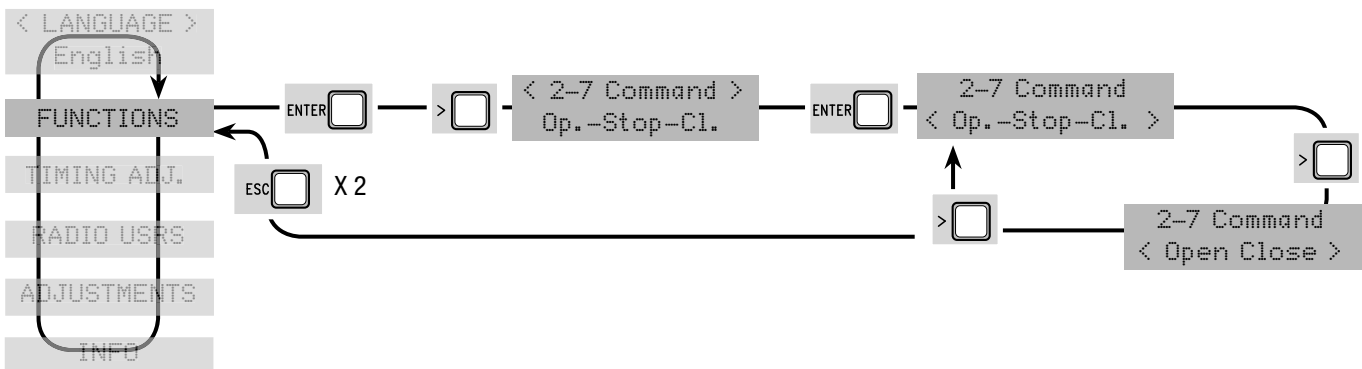 < LANGUAGE >
English
FUNCTIONS
TIMING ADJ.
RADIO USRS
ADJUSTMENTS
INFO
ENTER
>
< 2-7 Command >
Op.-Stop-Cl.
ENTER
2-7 Command
< Op.-Stop-Cl. >
>
2-7 Command
< Open Close >
>
ESC
X 2